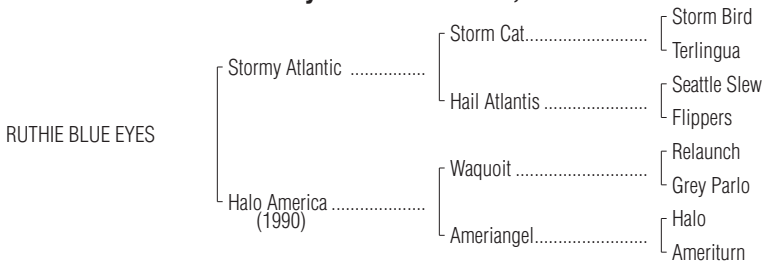 Storm Bird
Storm Cat..............................
Terlingua
Stormy Atlantic ................
Seattle Slew
Hail Atlantis .........................
Flippers
RUTHIE BLUE EYES
Relaunch
Waquoit ................................
Grey Parlo
Halo America ....................
(1990)
Halo
Ameriangel...........................
Ameriturn